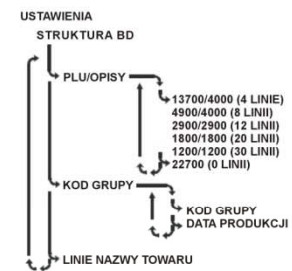 USTAWIENIA
STRUKTURA BD
PLU/OPISY
13700/4000 (4 LINIE)
4900/4000 (8 LINII)
2900/2900 (12 LINII)
1800/1800 (20 LINII)
1200/1200 (30 LINII)
22700 (0 LINII)
KOD GRUPY
KOD GRUPY
DATA PRODUKCJI
LINIE NAZWY TOWARU